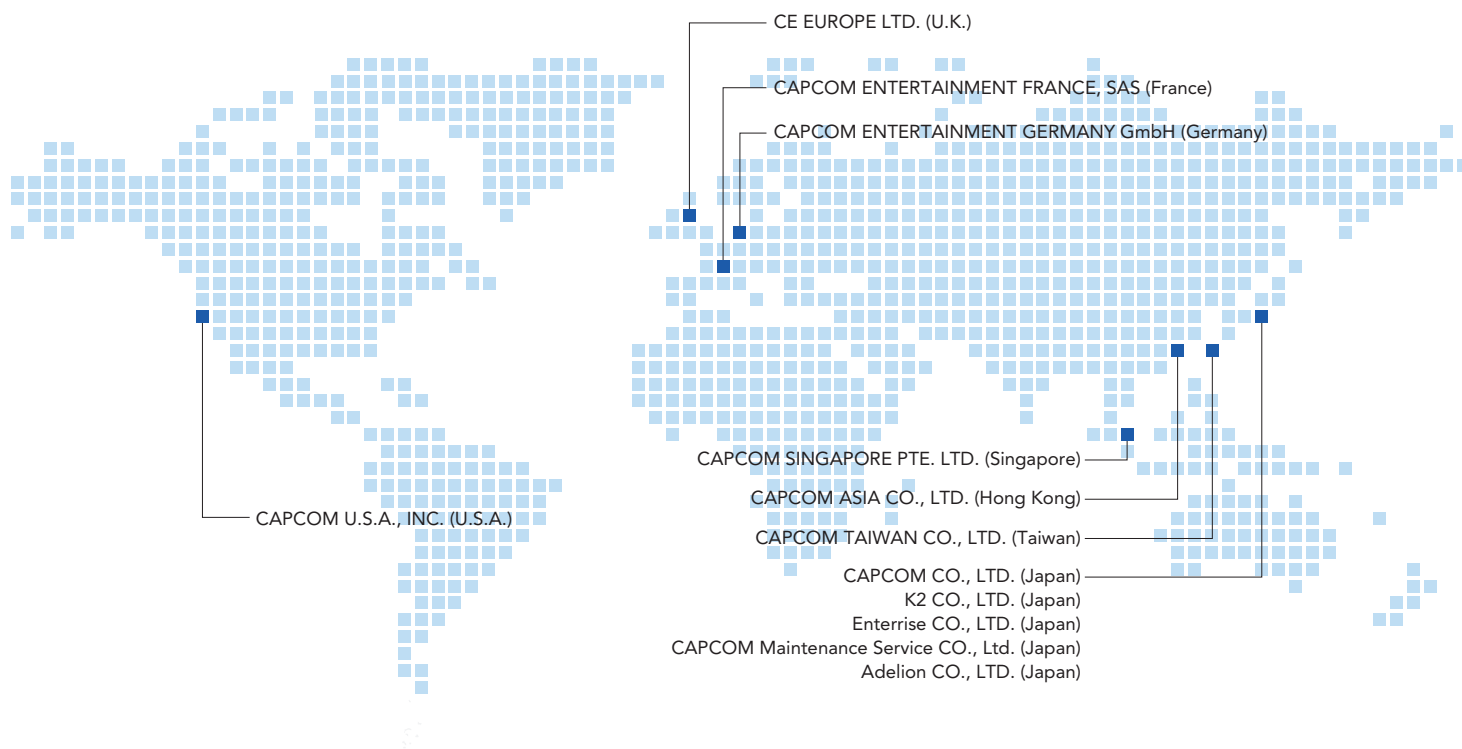 CE EUROPE LTD. (U.K.)
CAPCOM ENTERTAINMENT FRANCE, SAS (France)
CAPCOM ENTERTAINMENT GERMANY GmbH (Germany)
CAPCOM SINGAPORE PTE. LTD. (Singapore)
CAPCOM ASIA CO., LTD. (Hong Kong)
CAPCOM U.S.A., INC. (U.S.A.)
CAPCOM TAIWAN CO., LTD. (Taiwan)
CAPCOM CO., LTD. (Japan)
K2 CO., LTD. (Japan)
Enterrise CO., LTD. (Japan)
CAPCOM Maintenance Service CO., Ltd. (Japan)
Adelion CO., LTD. (Japan)